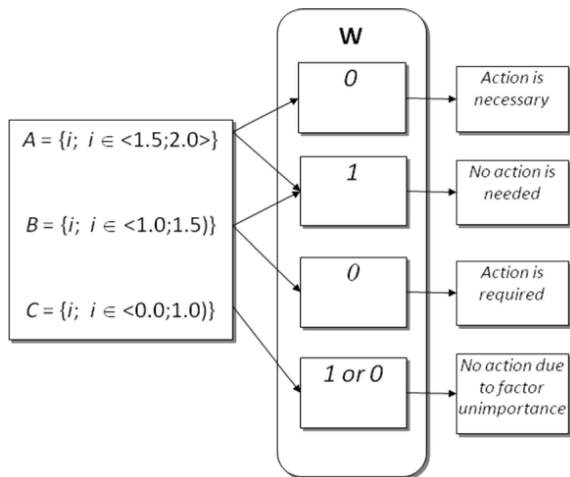 W
0
Action is
necessary
A = {i; i ∈ <1.5;2.0>}
1
No action is
needed
B = {i; i ∈ <1.0;1.5)}
0
Action is
required
C = {i; i ∈ <0.0;1.0)}
1 or 0
No action due
to factor
unimportance